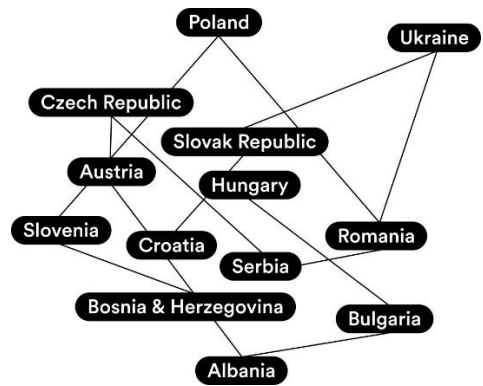 Poland
Ukraine
Czech Republic
Slovak Republic
Austria
Hungary
Slovenia
Croatia
Romania
Serbia
Bosnia & Herzegovina
Bulgaria
Albania